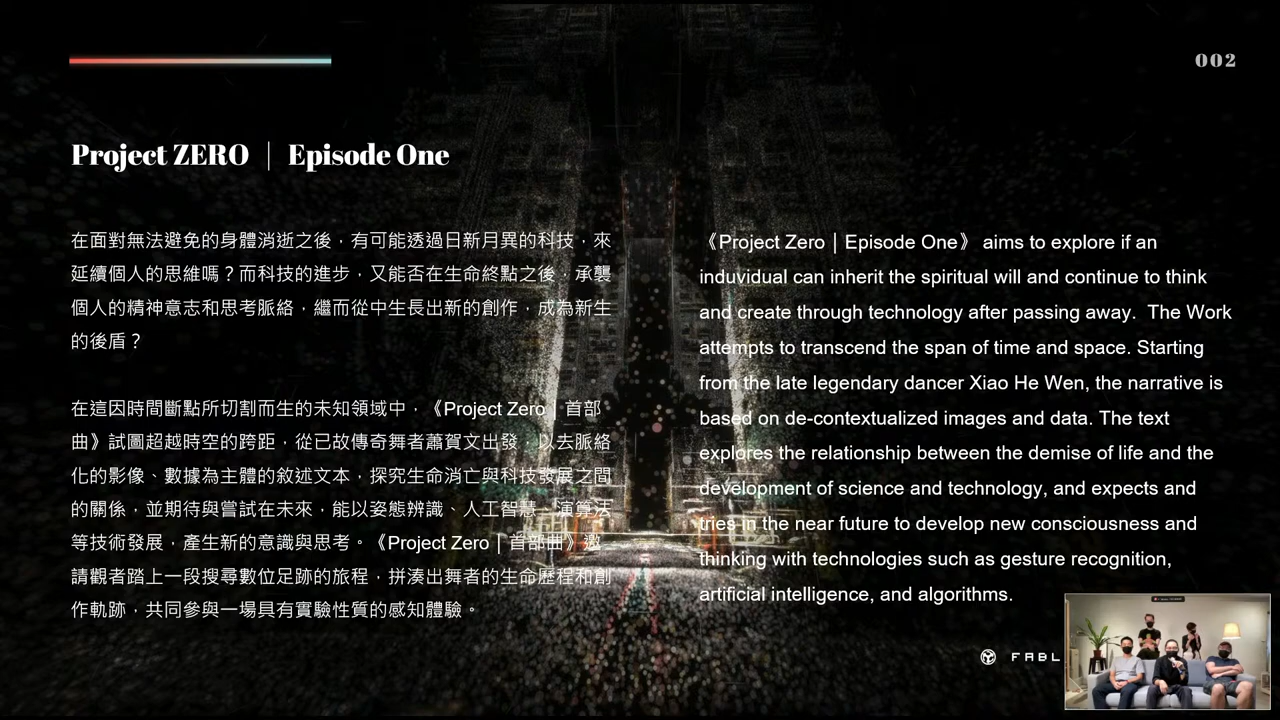 002
Project ZERO | Episode One
在面對無法避免的身體消逝之後，有可能透過日新月異的科技，來
延續個人的思維嗎？而科技的進步，又能否在生命終點之後，承襲
個人的精神意志和思考脈絡，繼而從中生長出新的創作，成為新生
的後盾？
在這因時間斷點所切割而生的未知領域中，《Project Zero｜首部
曲》試圖超越時空的跨距，從已故傳奇舞者蕭賀文出發，以去脈絡
化的影像、數據為主體的敘述文本，探究生命消亡與科技發展之間
的關係，並期待與嘗試在未來，能以姿態辨識、人工智慧、演算法
等技術發展，產生新的意識與思考。《Project Zero｜首部曲》邀
請觀者踏上一段搜尋數位足跡的旅程，拼湊出舞者的生命歷程和創
作軌跡，共同參與一場具有實驗性質的感知體驗。
《Project Zero｜Episode One》 aims to explore if an
induvidual can inherit the spiritual will and continue to think
and create through technology after passing away.  The Work
attempts to transcend the span of time and space. Starting
from the late legendary dancer Xiao He Wen, the narrative is
based on de-contextualized images and data. The text
explores the relationship between the demise of life and the
development of science and technology, and expects and
tries in the near future to develop new consciousness and
thinking with technologies such as gesture recognition,
artificial intelligence, and algorithms.
FABL